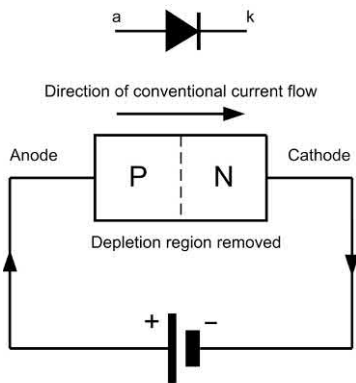 a k
Direction of conventional current flow
Anode Cathode
P N
Depletion region removed
+ −